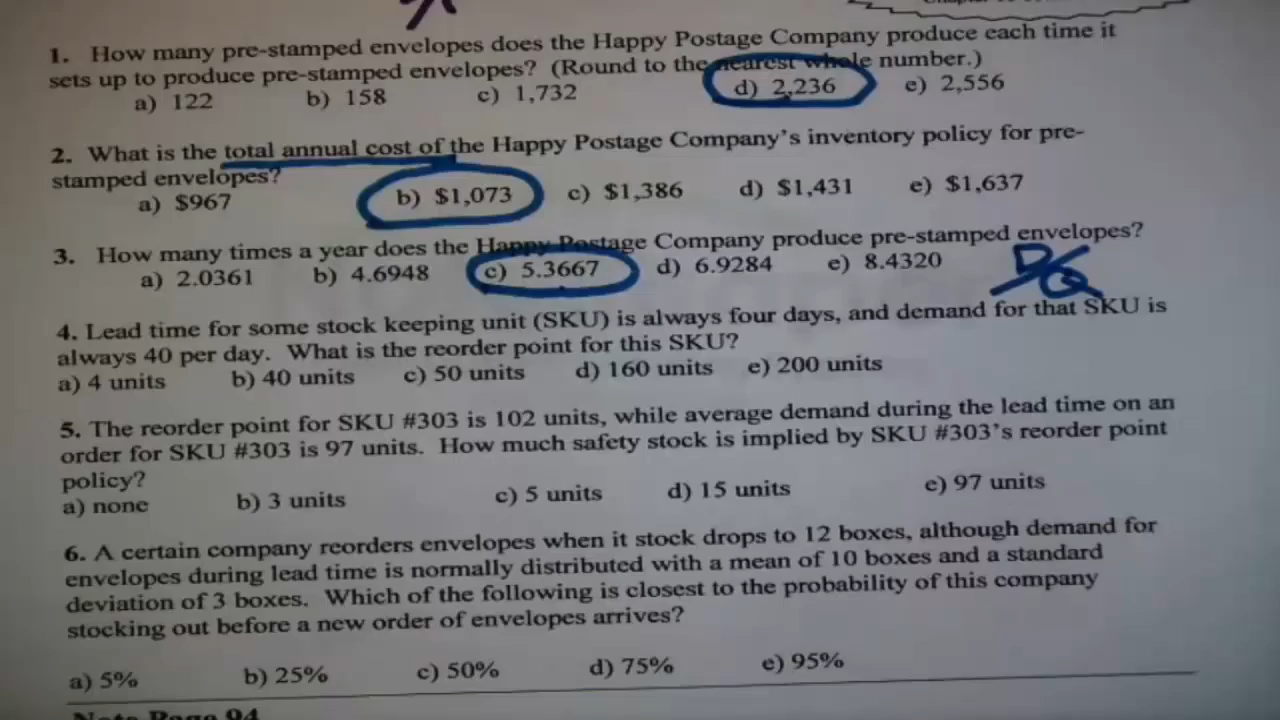 1. How many pre-stamped envelopes does the Happy Postage Company produce each time it
sets up to produce pre-stamped envelopes? (Round to the nearest whole number.)
a) 122 b) 158 c) 1,732 d) 2,236 e) 2,556
2. What is the total annual cost of the Happy Postage Company's inventory policy for pre-
stamped envelopes?
a) $967 b) $1,073 c) $1,386 d) $1,431 e) $1,637
3. How many times a year does the Happy Postage Company produce pre-stamped envelopes?
a) 2.0361 b) 4.6948 c) 5.3667 d) 6.9284 e) 8.4320 D/Q
4. Lead time for some stock keeping unit (SKU) is always four days, and demand for that SKU is
always 40 per day. What is the reorder point for this SKU?
a) 4 units b) 40 units c) 50 units d) 160 units e) 200 units
5. The reorder point for SKU #303 is 102 units, while average demand during the lead time on an
order for SKU #303 is 97 units. How much safety stock is implied by SKU #303's reorder point
policy?
a) none b) 3 units c) 5 units d) 15 units e) 97 units
6. A certain company reorders envelopes when it stock drops to 12 boxes, although demand for
envelopes during lead time is normally distributed with a mean of 10 boxes and a standard
deviation of 3 boxes. Which of the following is closest to the probability of this company
stocking out before a new order of envelopes arrives?
a) 5% b) 25% c) 50% d) 75% e) 95%
Note Page 94